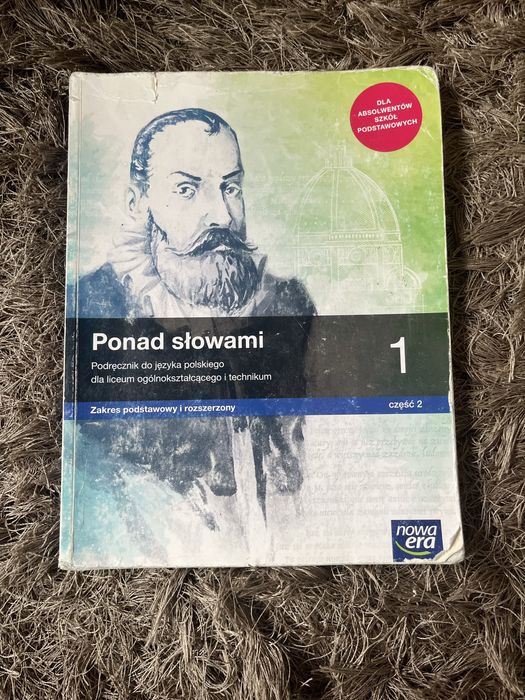 DLA
ABSOLWENTÓW
SZKÓŁ
PODSTAWOWYCH
Ponad słowami
1
Podręcznik do języka polskiego
dla liceum ogólnokształcącego i technikum
Zakres podstawowy i rozszerzony
część 2
nowa
era